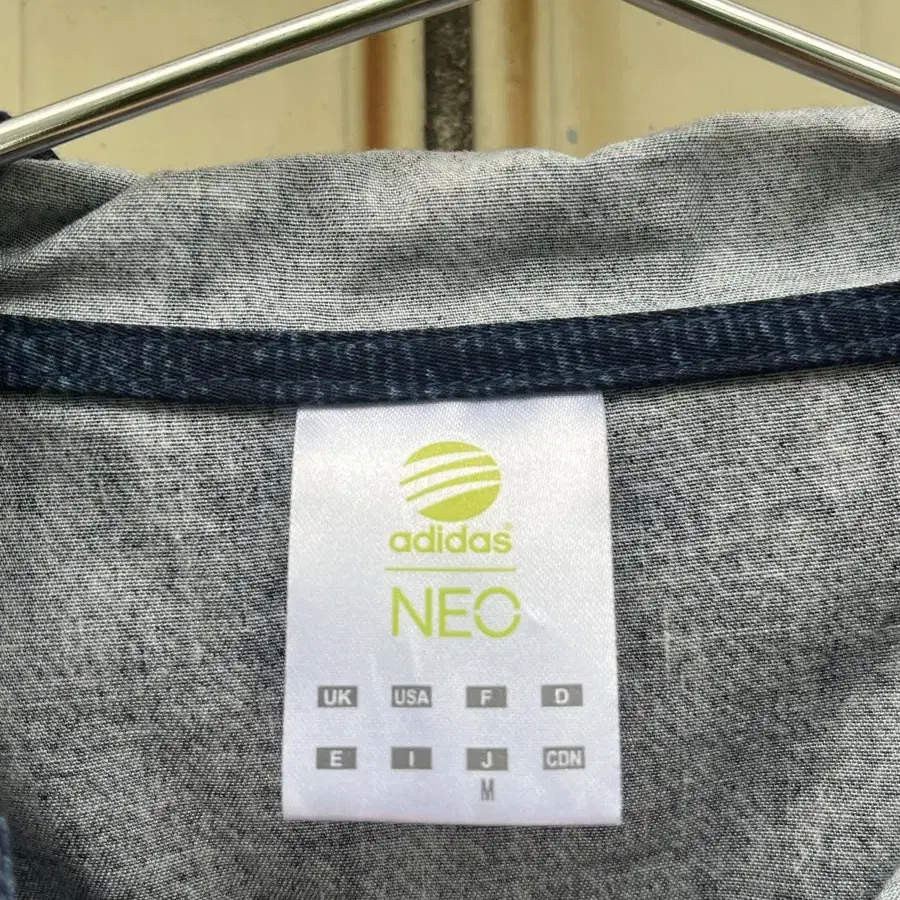 adidas®
NEO
UK USA F D
E I J CDN
M